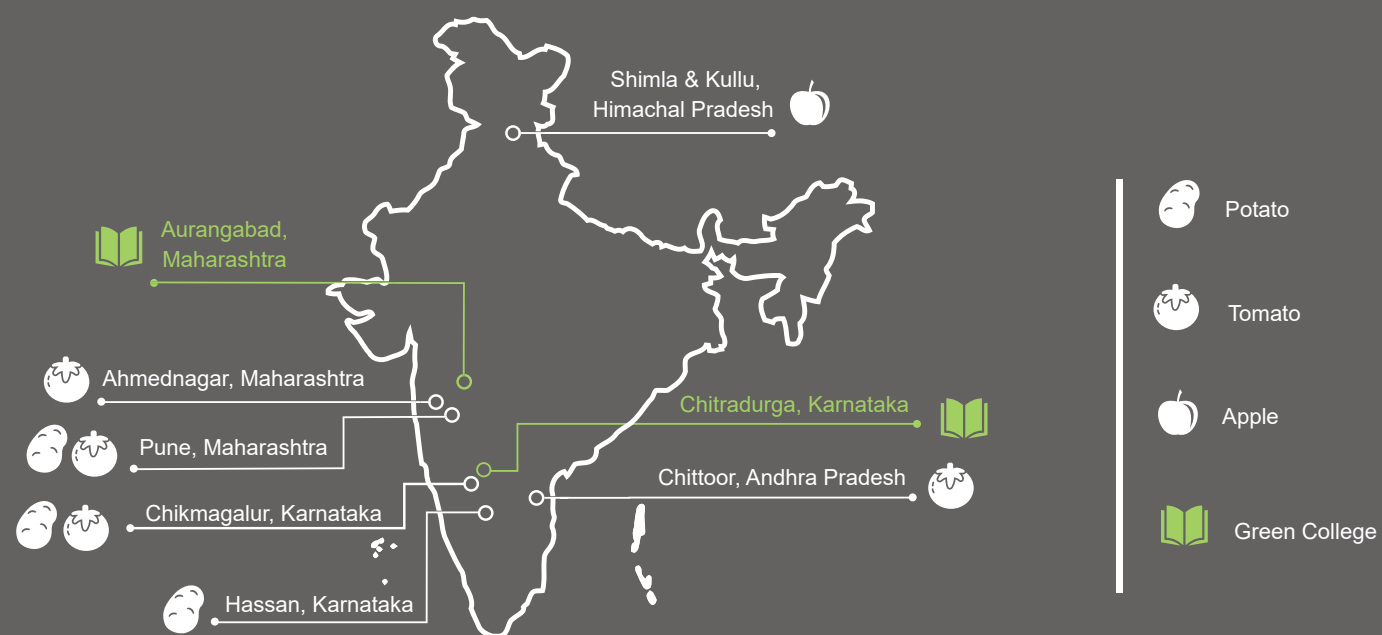 Shimla & Kullu,
Himachal Pradesh
Aurangabad,
Maharashtra
Ahmednagar, Maharashtra
Pune, Maharashtra
Chikmagalur, Karnataka
Hassan, Karnataka
Chitradurga, Karnataka
Chittoor, Andhra Pradesh
Potato
Tomato
Apple
Green College